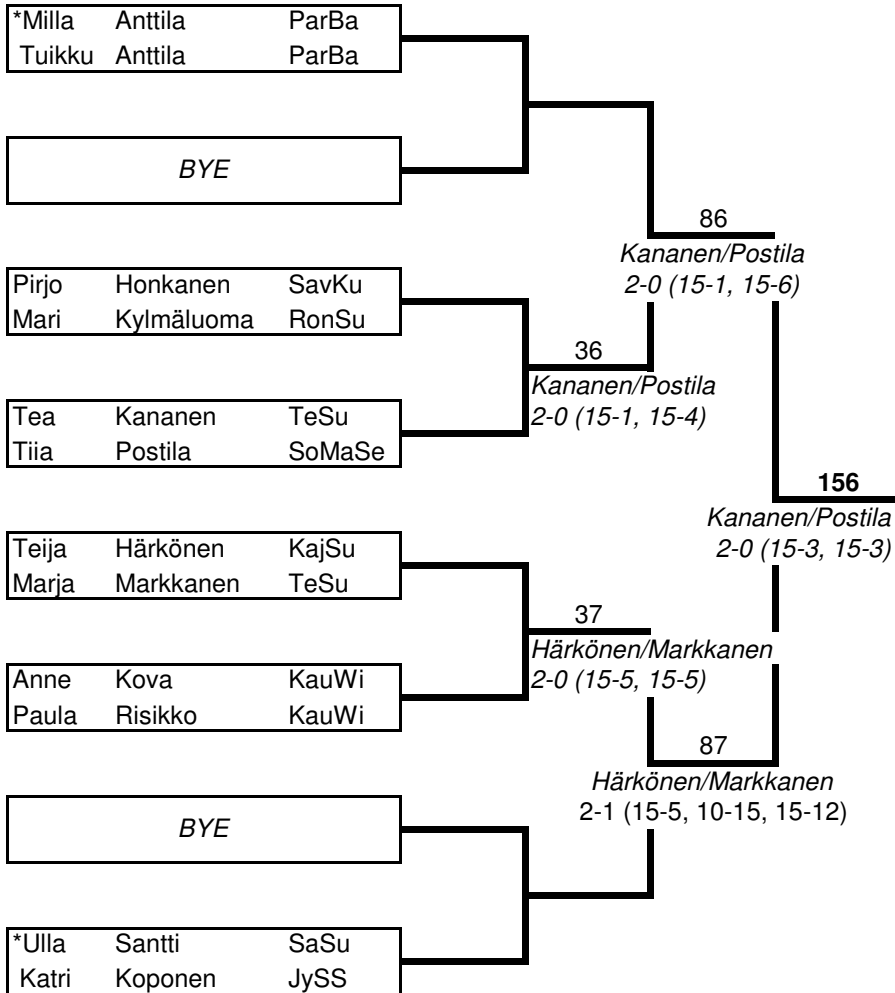 *Milla Anttila ParBa
Tuikku Anttila ParBa
BYE
86
Kananen/Postila
2-0 (15-1, 15-6)
Pirjo Honkanen SavKu
Mari Kylmäluoma RonSu
36
Kananen/Postila
2-0 (15-1, 15-4)
Tea Kananen TeSu
Tiia Postila SoMaSe
156
Kananen/Postila
2-0 (15-3, 15-3)
Teija Härkönen KajSu
Marja Markkanen TeSu
37
Härkönen/Markkanen
2-0 (15-5, 15-5)
Anne Kova KauWi
Paula Risikko KauWi
87
Härkönen/Markkanen
2-1 (15-5, 10-15, 15-12)
BYE
*Ulla Santti SaSu
Katri Koponen JySS